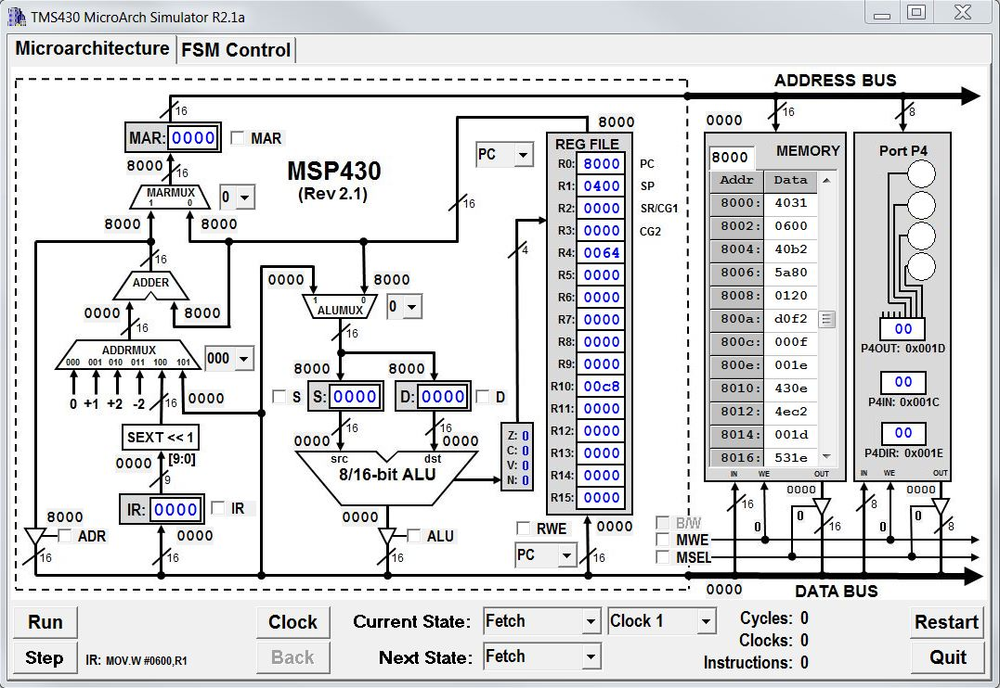 TMS430 MicroArch Simulator R2.1a
Microarchitecture FSM Control
ADDRESS BUS
16
8
16 8000 0000
MAR: 0000 MAR
REG FILE
MEMORY Port P4
8000 16
PC
R0: 8000 PC
8000
MSP430
(Rev 2.1)
Addr Data
R1: 0400 SP
MARMUX
1 0
0
8000: 4031
R2: 0000 SR/CG1
16
8000 8000
8002: 0600
R3: 0000 CG2
4
8004: 40b2
R4: 0064
16
8006: 5a80
R5: 0000
0000 8000
ADDER
8008: 0120
R6: 0000
1 0
ALUMUX
0
0000 8000
16
800a: d0f2
R7: 0000
00
16
800c: 000f
R8: 0000
P4OUT: 0x001D
ADDRMUX
000 001 010 011 100 101
000
8000 8000
800e: 001e
R9: 0000
00
0 +1 +2 -2 16 0000
S S: 0000 D: 0000 D
8010: 430e
R10: 00c8
P4IN: 0x001C
8012: 4ec2
R11: 0000
16 16
SEXT << 1
0000 0000
Z: 0
C: 0
V: 0
N: 0
8014: 001d
R12: 0000
00
0000 [9:0]
src dst
8/16-bit ALU
8016: 531e
R13: 0000
P4DIR: 0x001E
9
IN WE OUT
IN WE OUT
R14: 0000
0000 0000
IR: 0000 IR
R15: 0000
16 0 0
8 0 0
8000
0000
0000
RWE 0000
B/W
16
8
ADR
ALU
MWE
16
16
16
PC
16
MSEL
0000
DATA BUS
Run
Clock
Current State: Fetch Clock 1
Cycles: 0
Restart
Clocks: 0
Step
IR: MOV.W #0600,R1
Back
Next State: Fetch
Instructions: 0
Quit